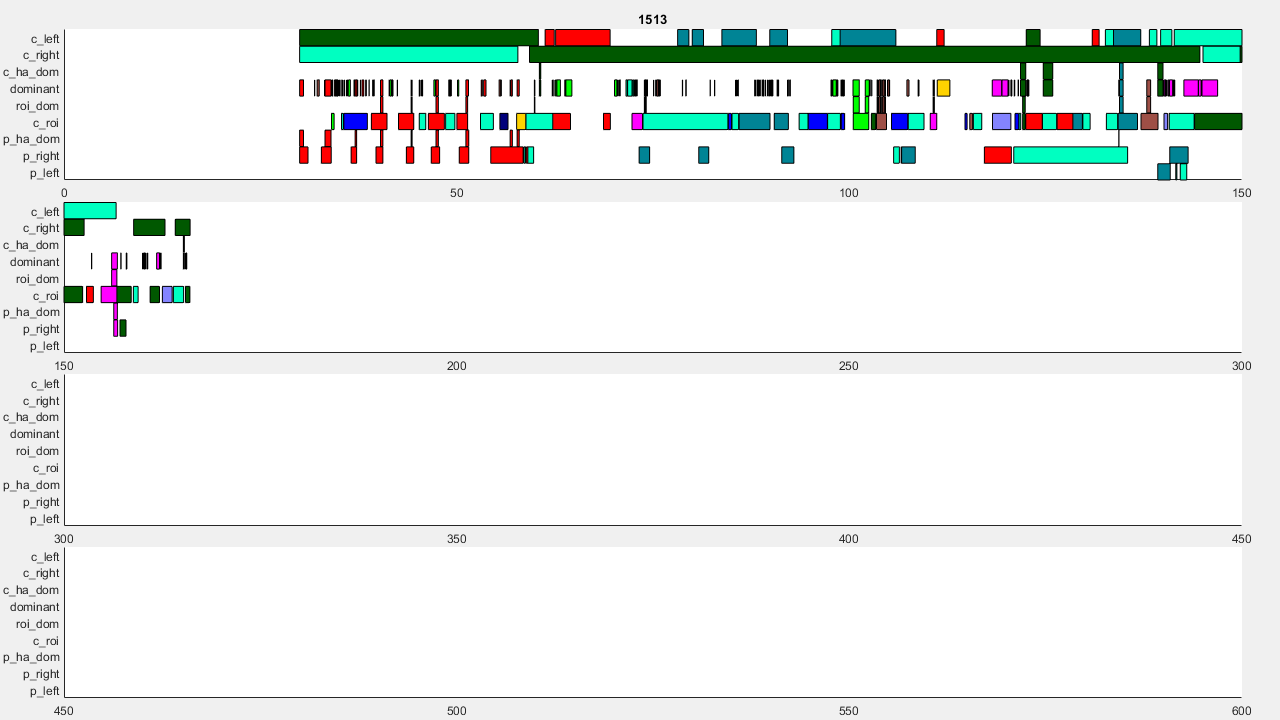 1513
c_left
c_right
c_ha_dom
dominant
roi_dom
c_roi
p_ha_dom
p_right
p_left
0 50 100 150
c_left
c_right
c_ha_dom
dominant
roi_dom
c_roi
p_ha_dom
p_right
p_left
150 200 250 300
c_left
c_right
c_ha_dom
dominant
roi_dom
c_roi
p_ha_dom
p_right
p_left
300 350 400 450
c_left
c_right
c_ha_dom
dominant
roi_dom
c_roi
p_ha_dom
p_right
p_left
450 500 550 600